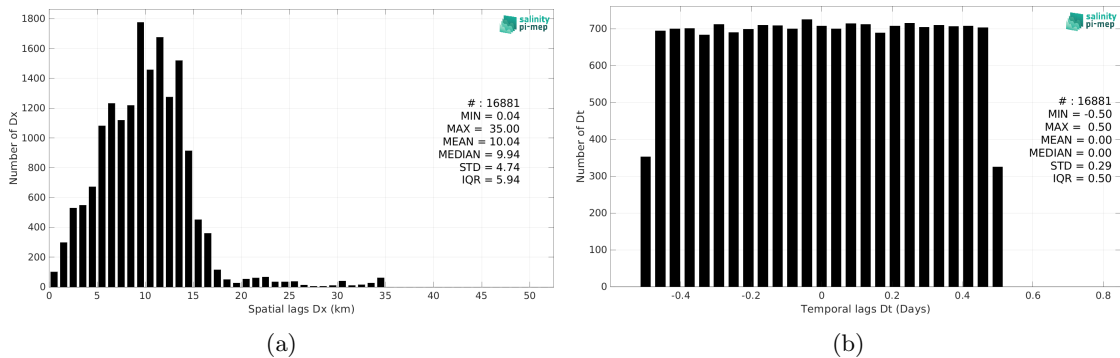 1800
1600
1400
1200
1000
800
600
400
200
0
Number of Dx
salinity
pi-mep
# : 16881
MIN = 0.04
MAX = 35.00
MEAN = 10.04
MEDIAN = 9.94
STD = 4.74
IQR = 5.94
0 5 10 15 20 25 30 35 40 45 50
Spatial lags Dx (km)
(a)
700
600
500
400
300
200
100
0
Number of Dt
salinity
pi-mep
# : 16881
MIN = -0.50
MAX = 0.50
MEAN = 0.00
MEDIAN = 0.00
STD = 0.29
IQR = 0.50
-0.4 -0.2 0 0.2 0.4 0.6 0.8
Temporal lags Dt (Days)
(b)